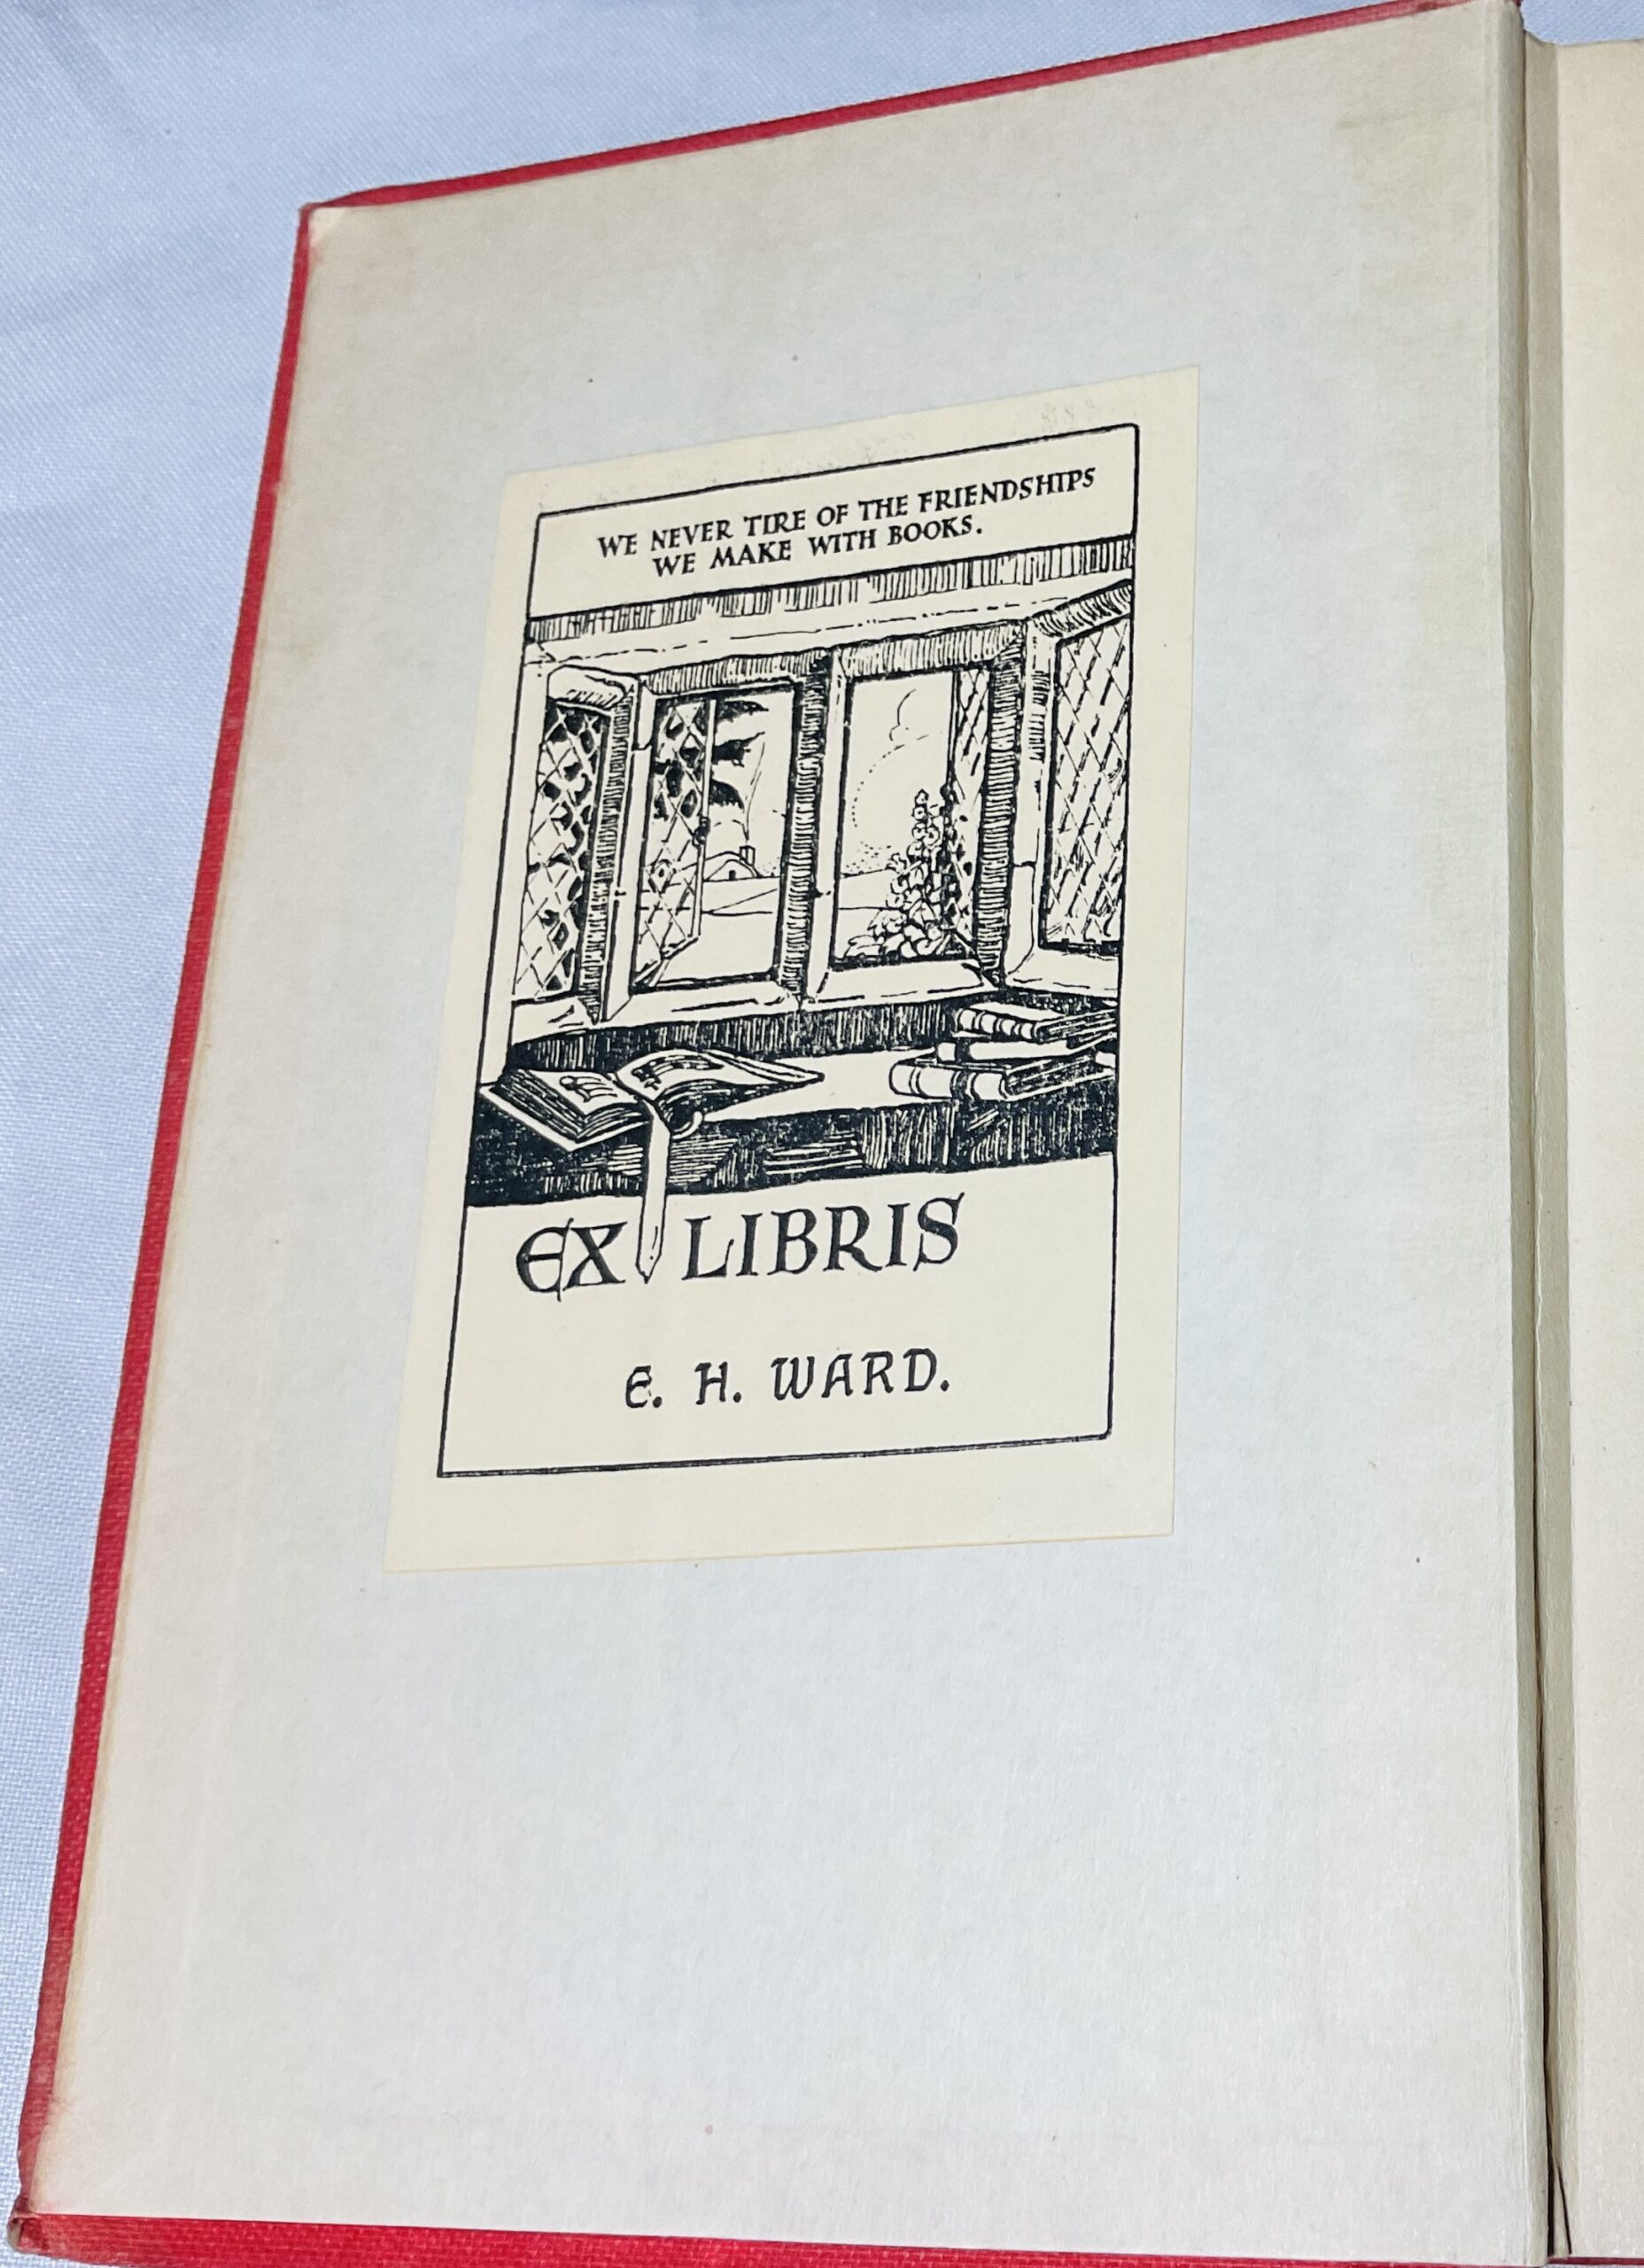 WE NEVER TIRE OF THE FRIENDSHIPS
WE MAKE WITH BOOKS.
EX LIBRIS
E. H. WARD.